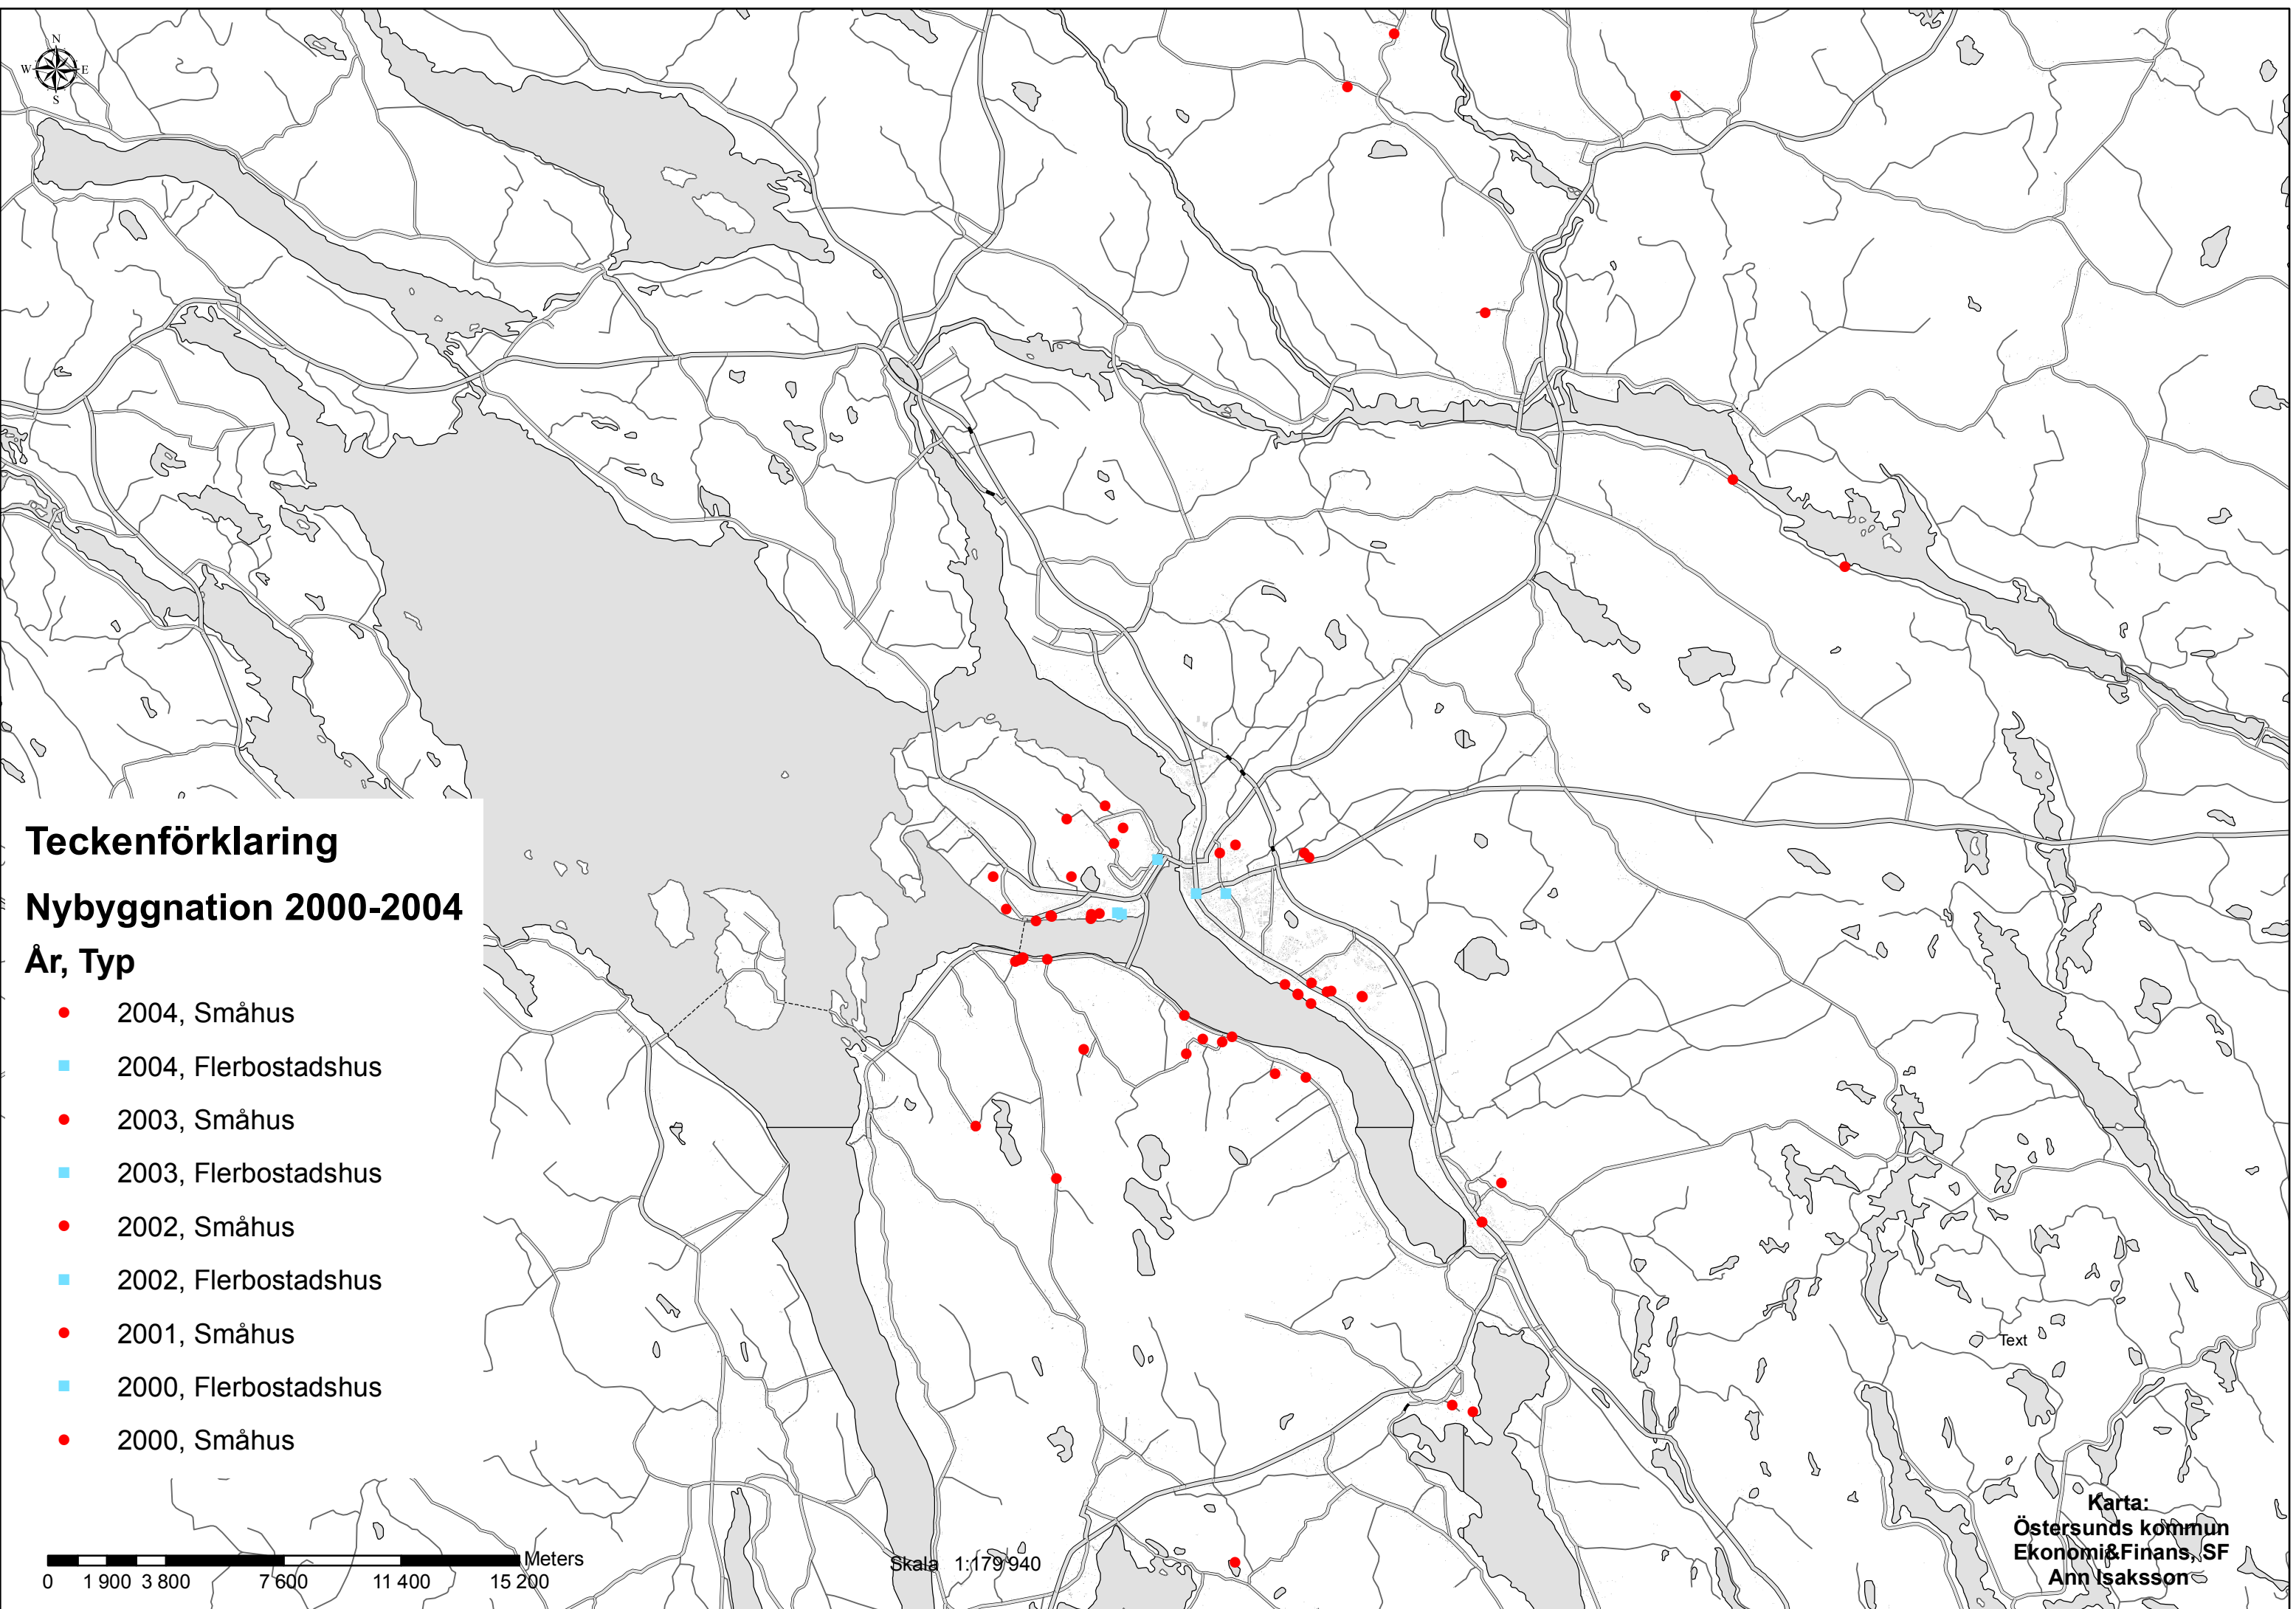 N
W E
S
Teckenförklaring
Nybyggnation 2000-2004
År, Typ
2004, Småhus
2004, Flerbostadshus
2003, Småhus
2003, Flerbostadshus
2002, Småhus
2002, Flerbostadshus
2001, Småhus
2000, Flerbostadshus
2000, Småhus
Meters
0 1 900 3 800 7 600 11 400 15 200
Skala 1:179 940
Text
Karta:
Östersunds kommun
Ekonomi&Finans, SF
Ann Isaksson